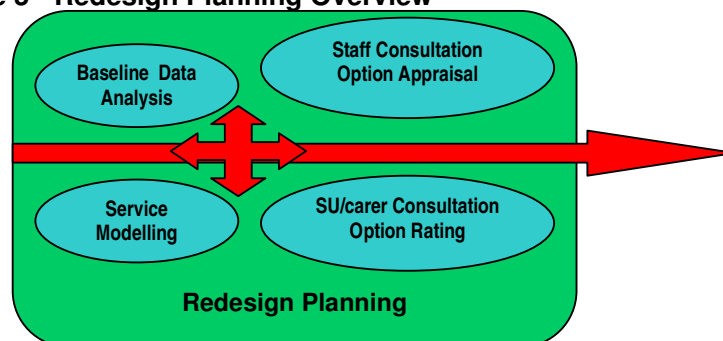 Redesign Planning Overview
Baseline Data
Analysis
Staff Consultation
Option Appraisal
Service
Modelling
SU/carer Consultation
Option Rating
Redesign Planning